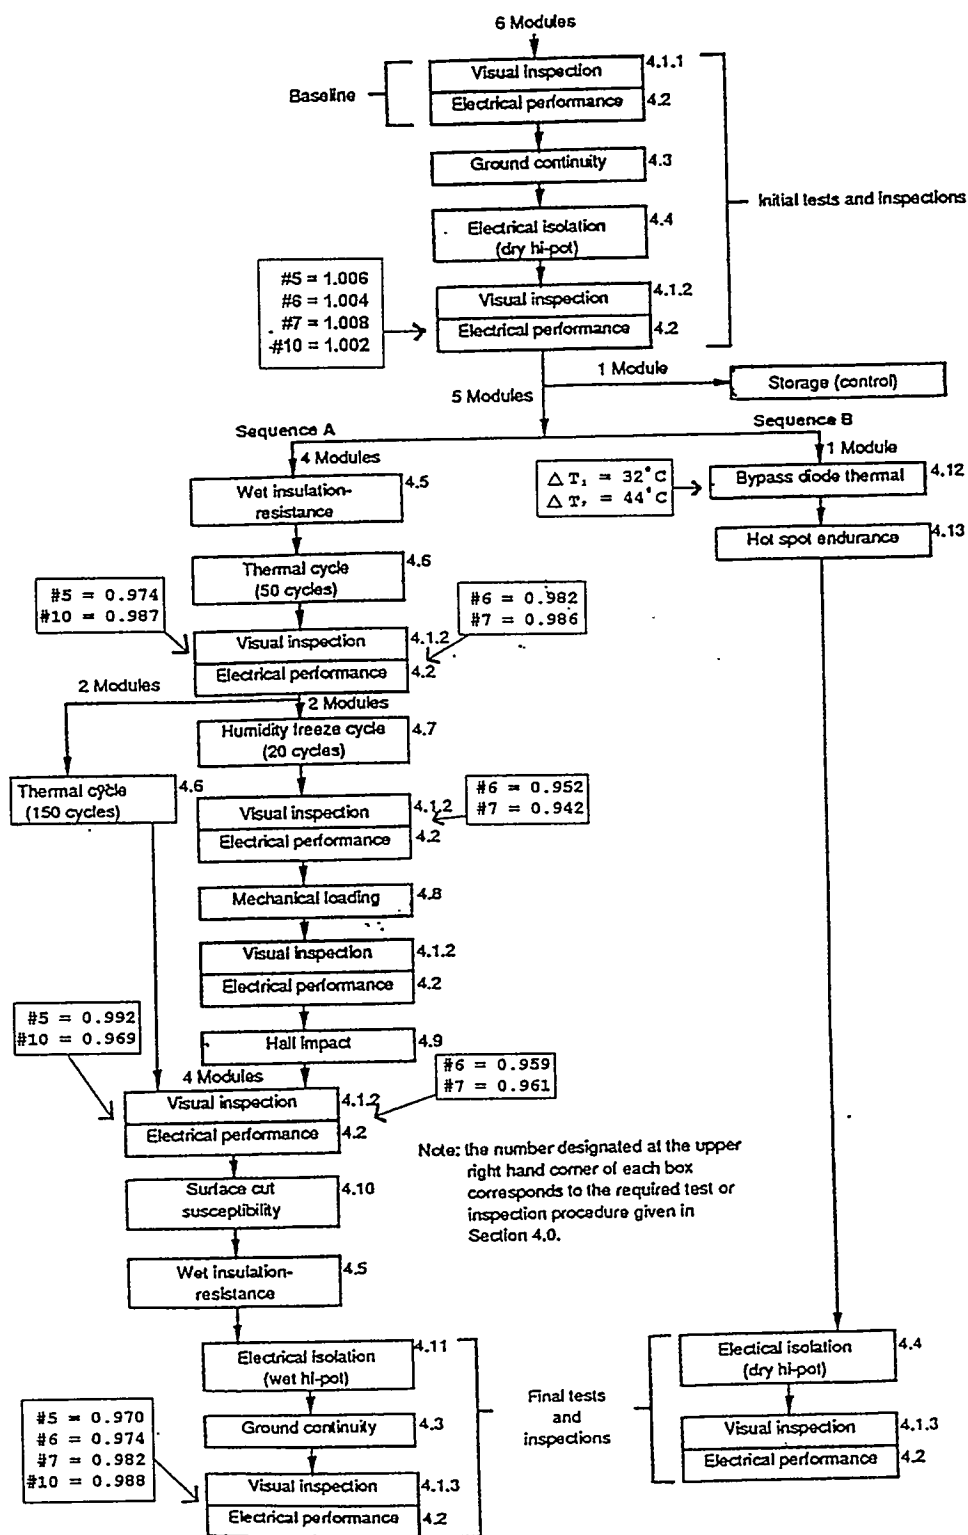 6 Modules
Baseline
Visual inspection
4.1.1
Electrical performance
4.2
Ground continuity
4.3
Electrical isolation
(dry hi-pot)
4.4
Initial tests and inspections
#5 = 1.006
#6 = 1.004
#7 = 1.008
#10 = 1.002
Visual inspection
4.1.2
Electrical performance
4.2
1 Module
Storage (control)
5 Modules
Sequence A
Sequence B
4 Modules
1 Module
Wet insulation-
resistance
4.5
△ T₁ = 32°C
= 44°C
Bypass diode thermal
4.12
Hot spot endurance
4.13
Thermal cycle
(50 cycles)
4.6
#5 = 0.974
#10 = 0.987
#6 = 0.982
#7 = 0.986
Visual inspection
4.1.2
Electrical performance
4.2
2 Modules
2 Modules
Humidity freeze cycle
(20 cycles)
4.7
Thermal cycle
(150 cycles)
4.6
#6 = 0.952
#7 = 0.942
Visual inspection
4.1.2
Electrical performance
4.2
Mechanical loading
4.8
Visual inspection
4.1.2
Electrical performance
4.2
#5 = 0.992
#10 = 0.969
Hail impact
4.9
#6 = 0.959
#7 = 0.961
4 Modules
Visual inspection
4.1.2
Electrical performance
4.2
Note: the number designated at the upper
right hand corner of each box
corresponds to the required test or
inspection procedure given in
Section 4.0.
Surface cut
susceptibility
4.10
Wet insulation-
resistance
4.5
Electrical isolation
(wet hi-pot)
4.11
Ground continuity
4.3
#5 = 0.970
#6 = 0.974
#7 = 0.982
#10 = 0.988
Visual inspection
4.1.3
Electrical performance
4.2
Final tests
and
inspections
Electical isolation
(dry hi-pot)
4.4
Visual inspection
4.1.3
Electrical performance
4.2